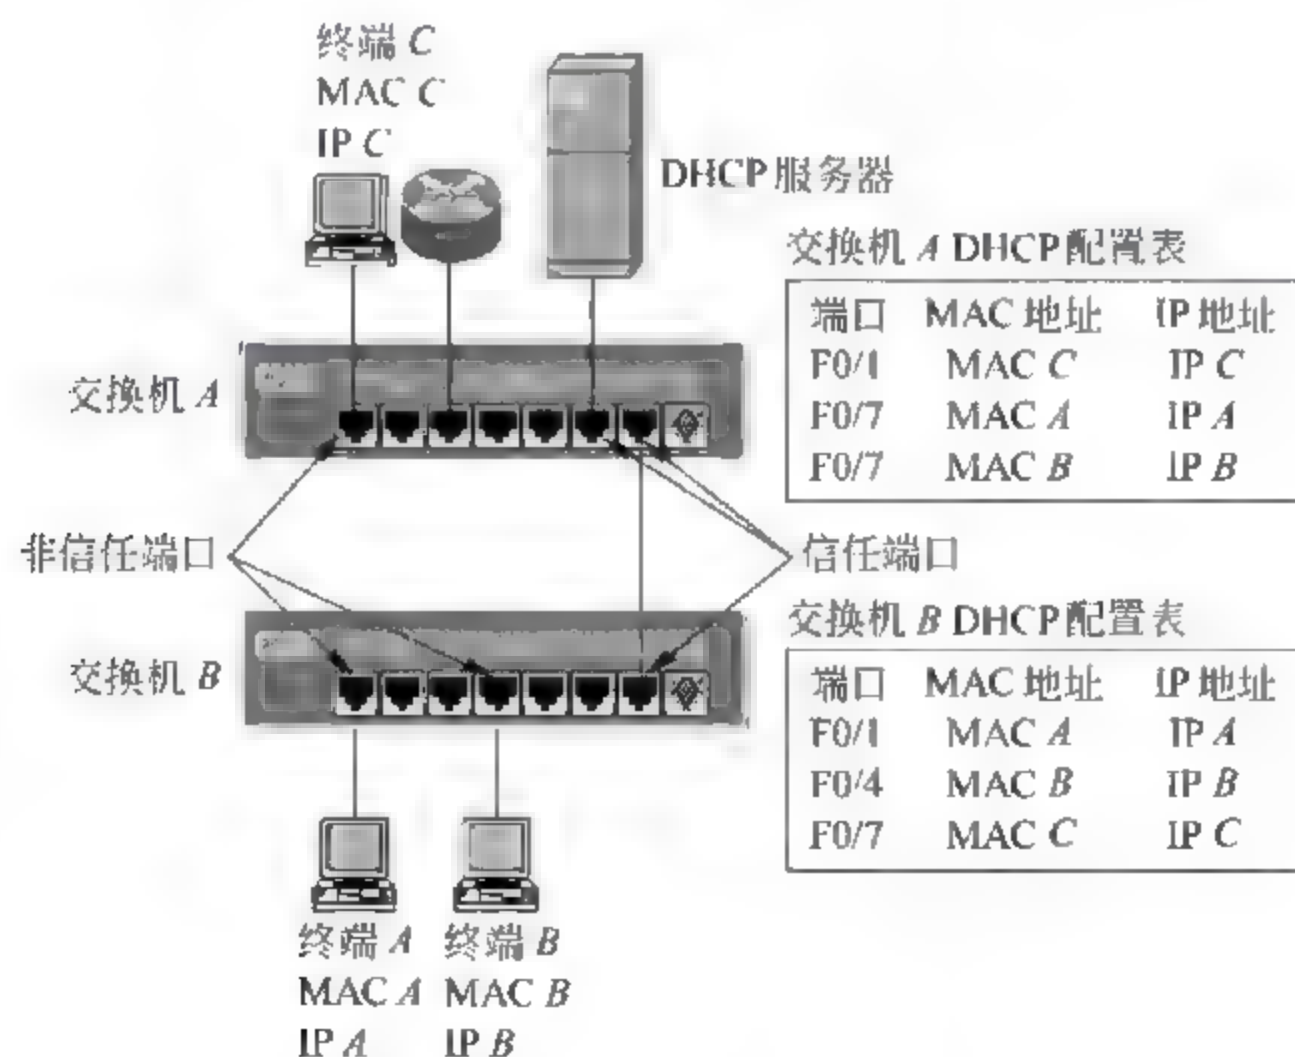 终端 C
MAC C
IP C
DHCP服务器
交换机 A DHCP配置表
端口 MAC 地址 IP地址
F0/1 MAC C IP C
F0/7 MAC A IP A
F0/7 MAC B IP B
交换机 A
非信任端口
信任端口
交换机 B DHCP配置表
端口 MAC 地址 IP地址
F0/1 MAC A IP A
F0/4 MAC B IP B
F0/7 MAC C IP C
交换机 B
终端 A 终端 B
MAC A MAC B
IP A IP B